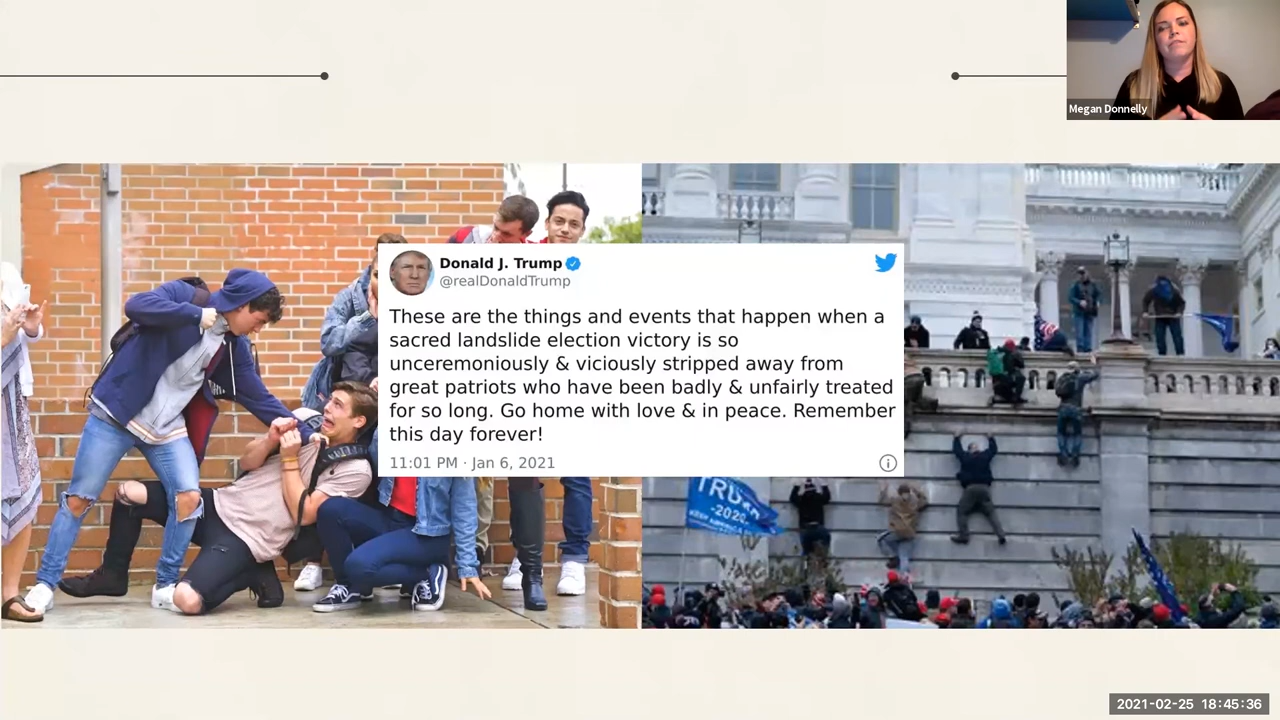 Megan Donnelly
Donald J. Trump
@realDonaldTrump
These are the things and events that happen when a
sacred landslide election victory is so
unceremoniously & viciously stripped away from
great patriots who have been badly & unfairly treated
for so long. Go home with love & in peace. Remember
this day forever!
11:01 PM · Jan 6, 2021
TRUMP
-2020-
KEEP AMERICA
2021-02-25 18:45:36